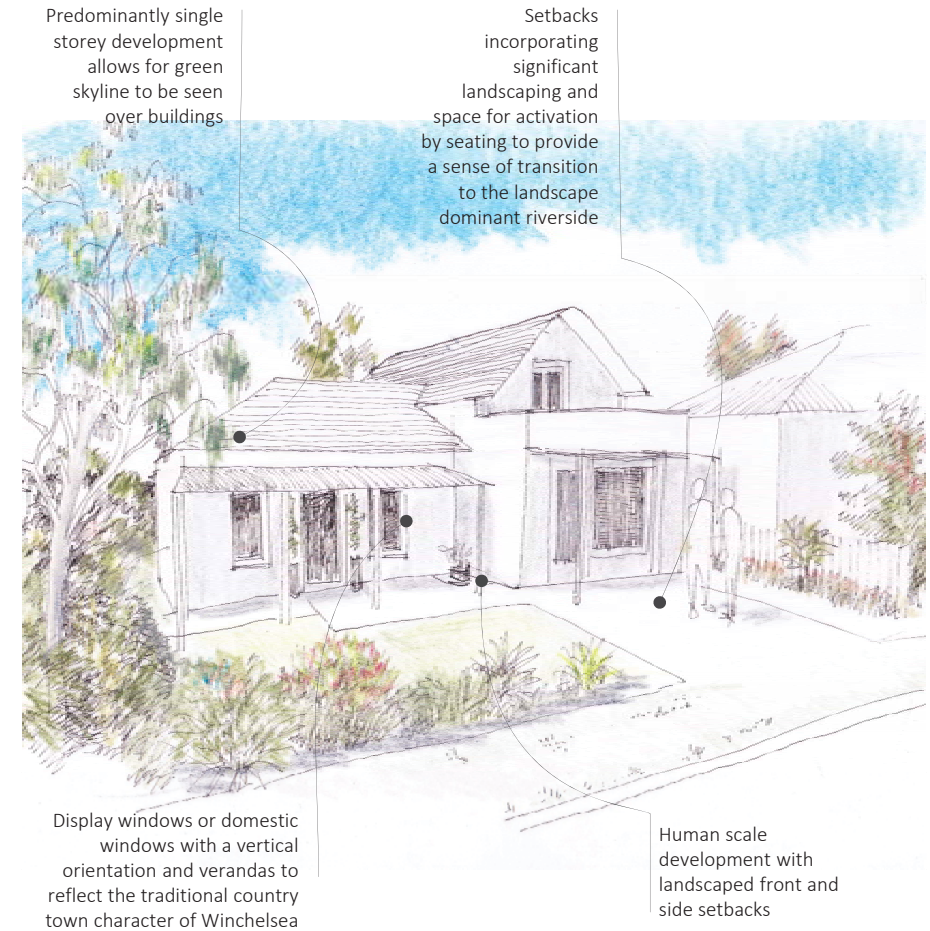 Predominantly single
storey development
allows for green
skyline to be seen
over buildings
Setbacks
incorporating
significant
landscaping and
space for activation
by seating to provide
a sense of transition
to the landscape
dominant riverside
Display windows or domestic
windows with a vertical
orientation and verandas to
reflect the traditional country
town character of Winchelsea
Human scale
development with
landscaped front and
side setbacks